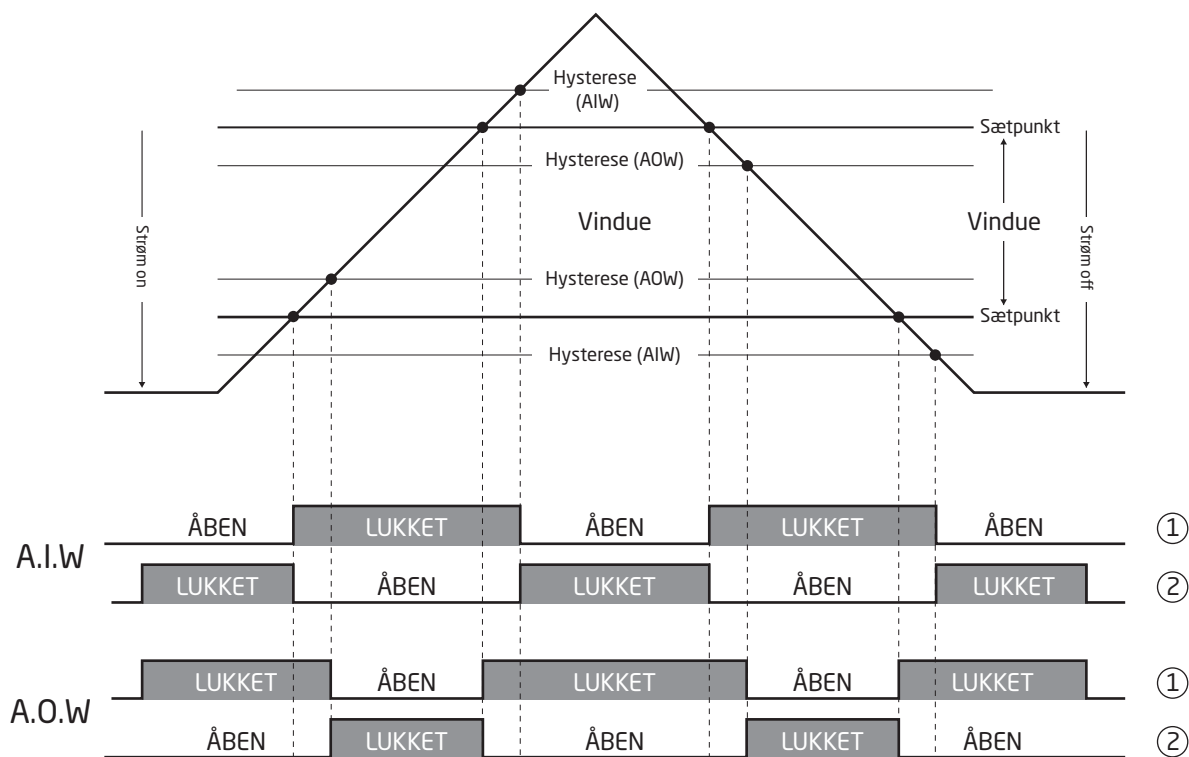 Hysterese
(AIW)
Sætpunkt
Hysterese (AOW)
Strøm on
Vindue
Vindue
Strøm off
Hysterese (AOW)
Sætpunkt
Hysterese (AIW)
A.I.W
ÅBEN LUKKET ÅBEN LUKKET ÅBEN ①
LUKKET ÅBEN LUKKET ÅBEN LUKKET ②
A.O.W
LUKKET ÅBEN LUKKET ÅBEN LUKKET ①
ÅBEN LUKKET ÅBEN LUKKET ÅBEN ②